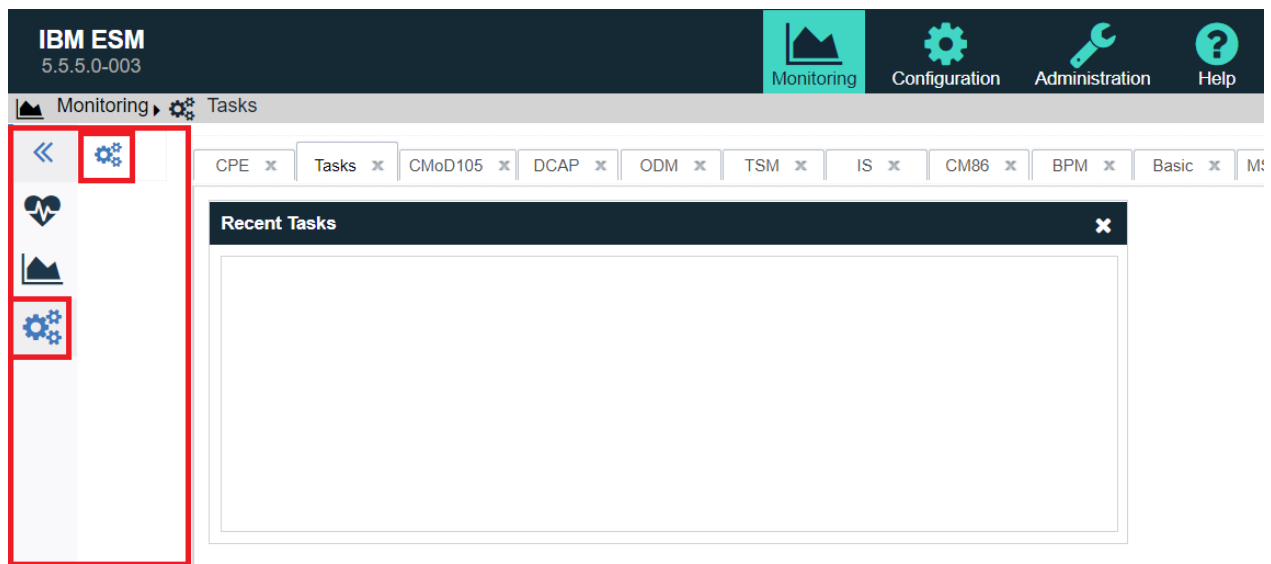 IBM ESM
5.5.5.0-003
Monitoring Configuration Administration Help
Monitoring Tasks
CPE x Tasks x CMoD105 x DCAP x ODM x TSM x IS x CM86 x BPM x Basic x MS
Recent Tasks